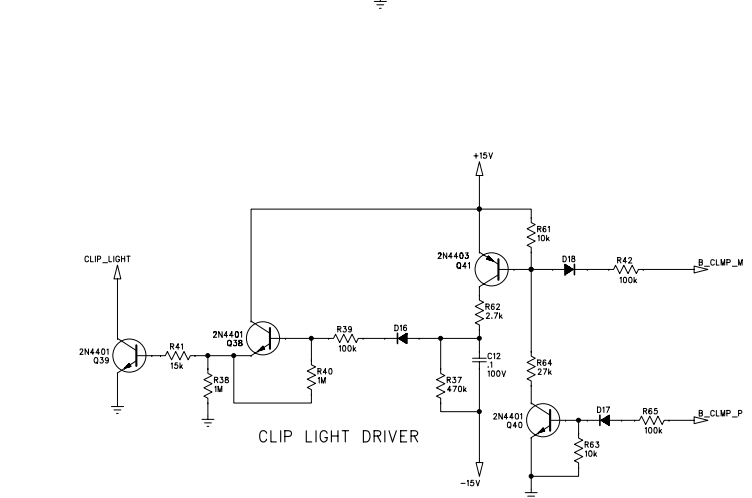 +15V
R61
10k
2N4403
Q41
D18
R42
100k
B_CLMP_M
CLIP_LIGHT
R62
2.7k
2N4401
Q38
R39
100k
D16
2N4401
Q39
R41
15k
C12
.1
100V
R64
27k
R38
1M
R40
1M
R37
470k
2N4401
Q40
D17
R65
100k
B_CLMP_P
R63
10k
CLIP LIGHT DRIVER
-15V